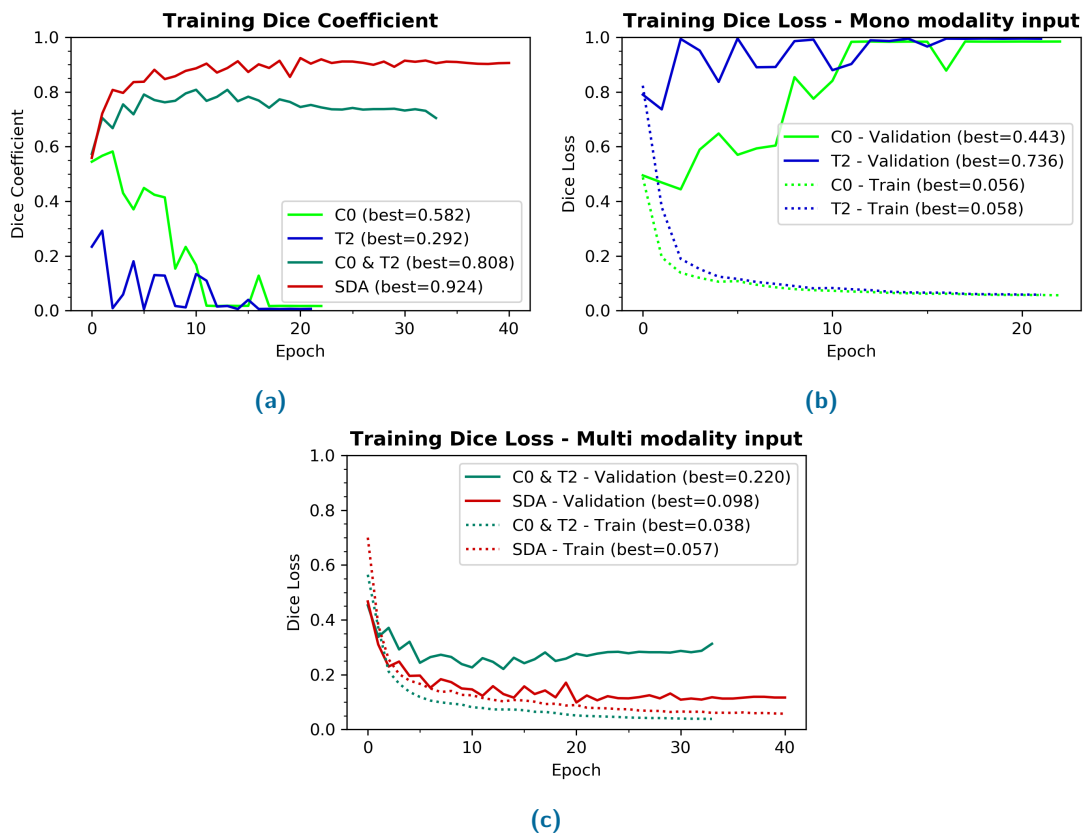 Training Dice Coefficient
1.0
0.8
0.6
0.4
0.2
0.0
Dice Coefficient
C0 (best=0.582)
T2 (best=0.292)
C0 & T2 (best=0.808)
SDA (best=0.924)
0 10 20 30 40
Epoch
(a)
Training Dice Loss - Mono modality input
1.0
0.8
0.6
0.4
0.2
0.0
Dice Loss
C0 - Validation (best=0.443)
T2 - Validation (best=0.736)
C0 - Train (best=0.056)
T2 - Train (best=0.058)
0 10 20
Epoch
(b)
Training Dice Loss - Multi modality input
1.0
0.8
0.6
0.4
0.2
0.0
Dice Loss
C0 & T2 - Validation (best=0.220)
SDA - Validation (best=0.098)
C0 & T2 - Train (best=0.038)
SDA - Train (best=0.057)
0 10 20 30 40
Epoch
(c)